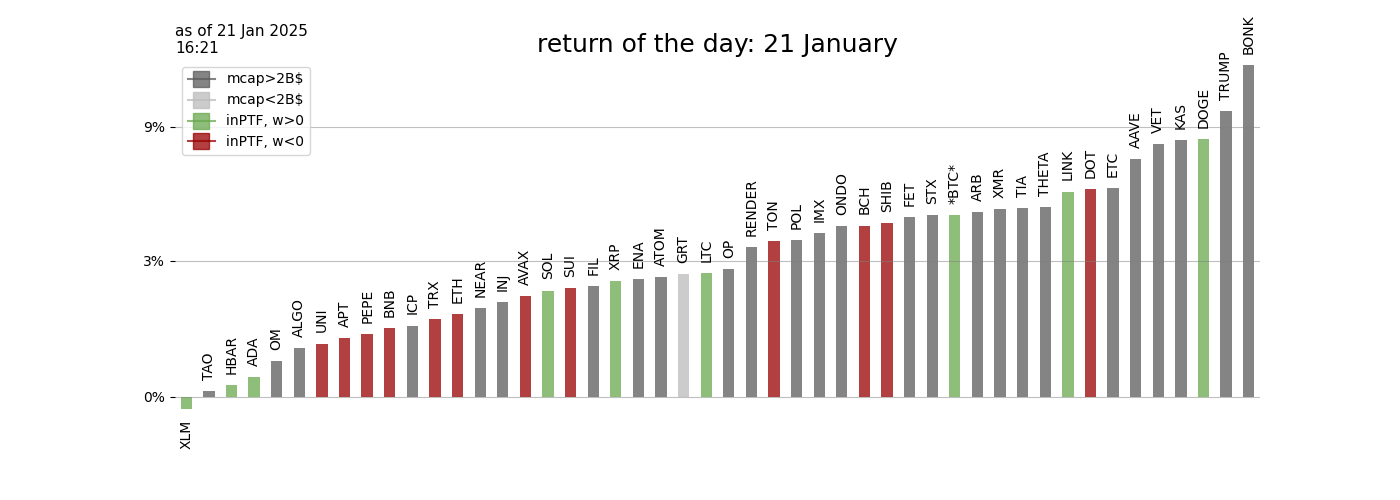 as of 21 Jan 2025
16:21
return of the day: 21 January
mcap>2B$
mcap<2B$
inPTF, w>0
inPTF, w<0
9%
3%
0%
XLM
TAO
HBAR
ADA
OM
ALGO
UNI
APT
PEPE
BNB
ICP
TRX
ETH
NEAR
INJ
AVAX
SOL
SUI
FIL
XRP
ENA
ATOM
GRT
LTC
OP
RENDER
TON
POL
IMX
ONDO
BCH
SHIB
FET
STX
*BTC*
ARB
XMR
TIA
THETA
LINK
DOT
ETC
AAVE
VET
KAS
DOGE
TRUMP
BONK